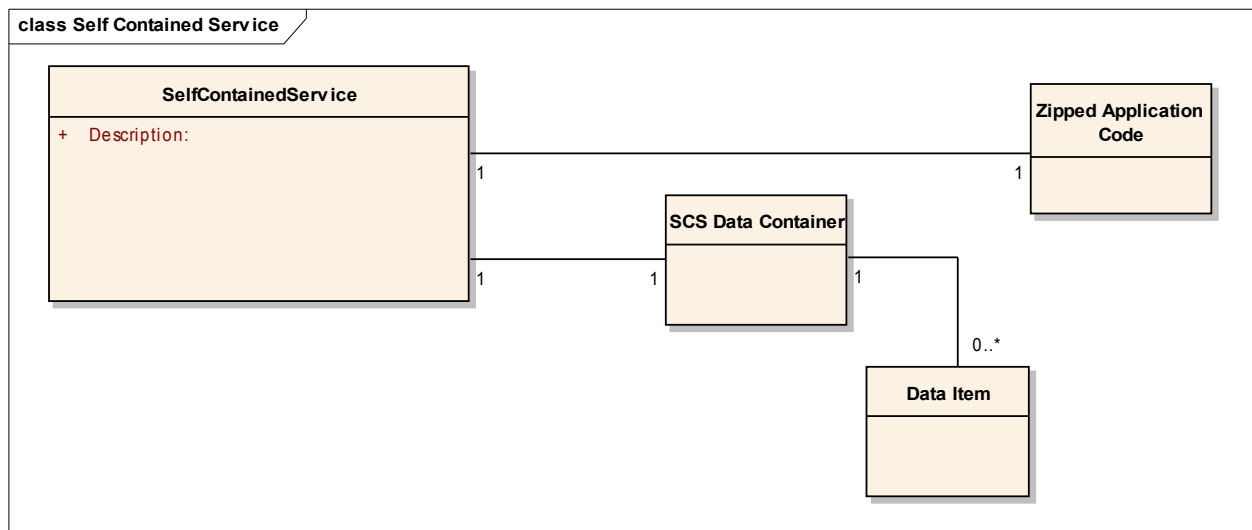 class Self Contained Service
SelfContainedService
+ Description:
Zipped Application
Code
1
1
SCS Data Container
1
1
1
0..*
Data Item